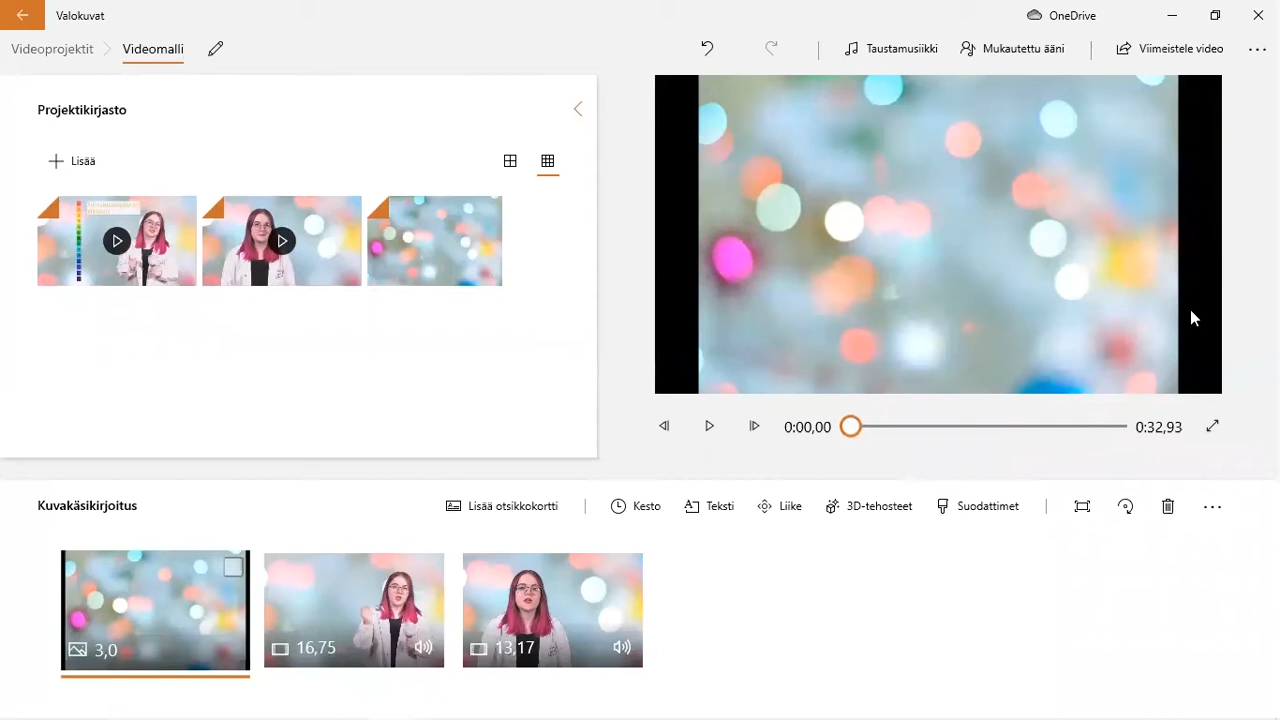 Valokuvat
OneDrive
Videoprojektit
Videomalli
Taustamusiikki
Mukautettu ääni
Viimeistele video
Projektikirjasto
Lisää
0:00,00
0:32,93
Kuvakäsikirjoitus
Lisää otsikkokortti
Kesto
Teksti
Liike
3D-tehosteet
Suodattimet
3,0
16,75
13,17